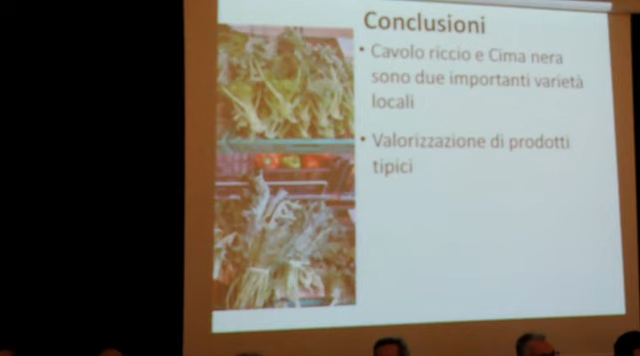 Conclusioni
• Cavolo riccio e Cima nera
sono due importanti varietà
locali
• Valorizzazione di prodotti
tipici